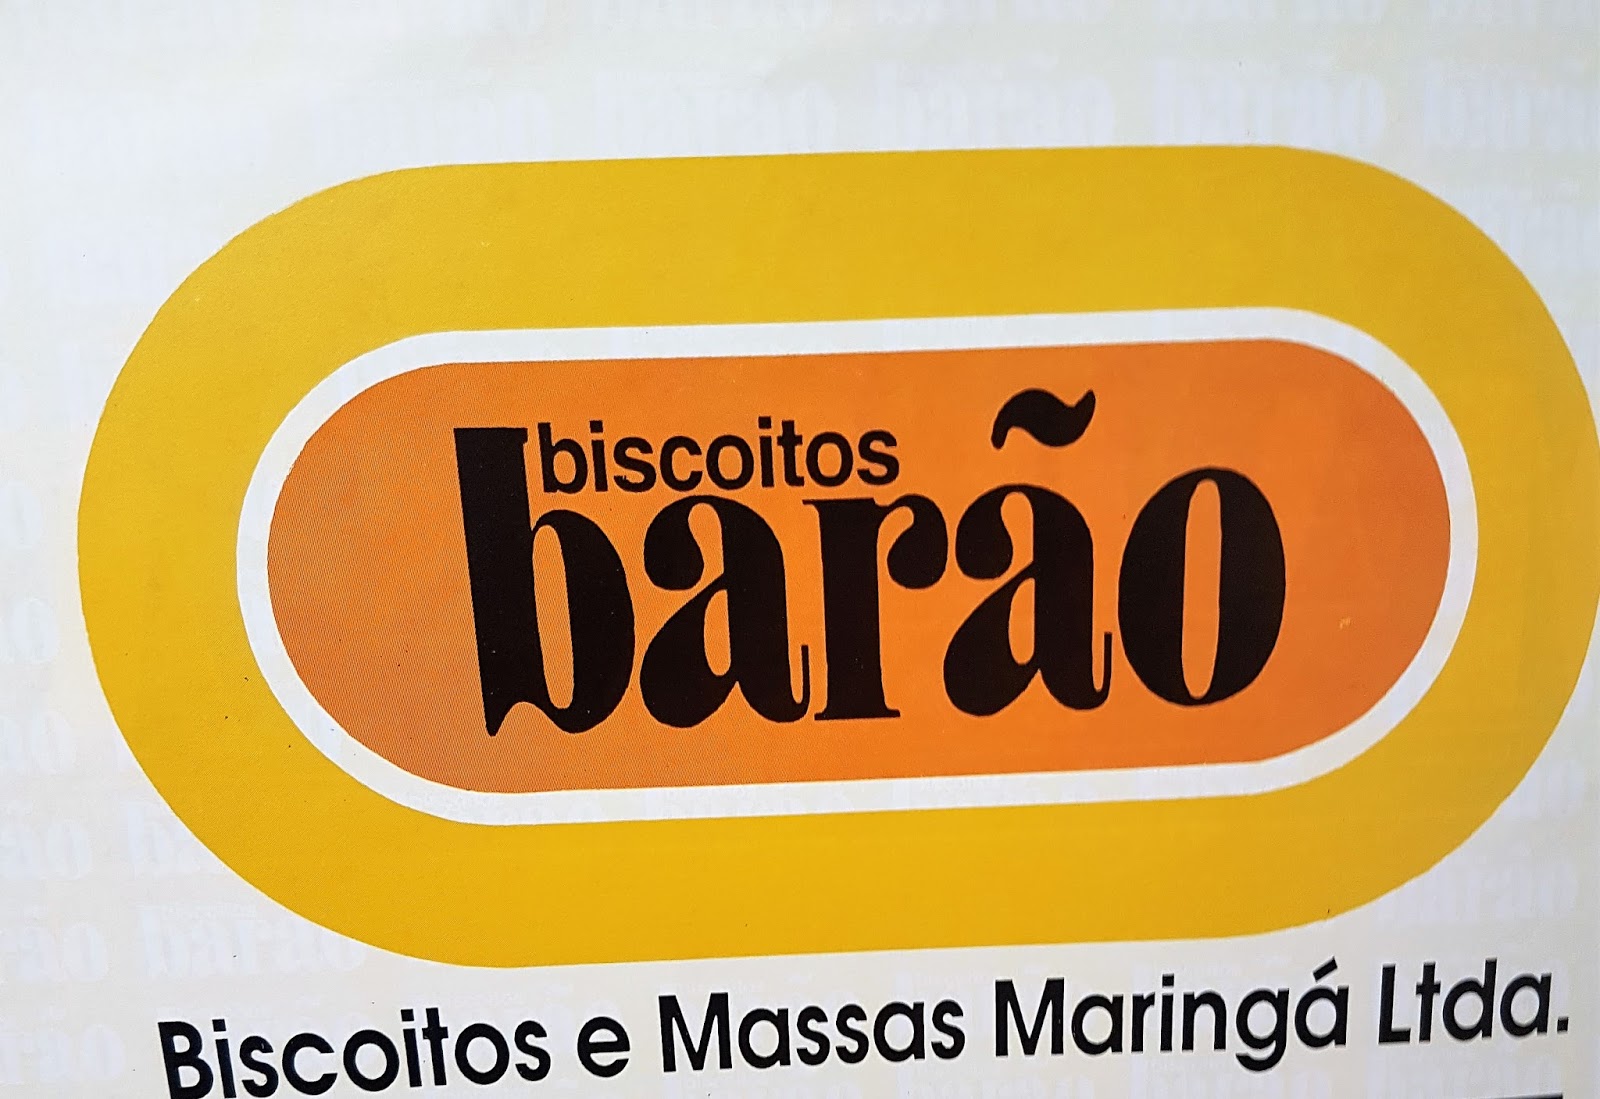 biscoitos
barão
Biscoitos e Massas Maringá Ltda.